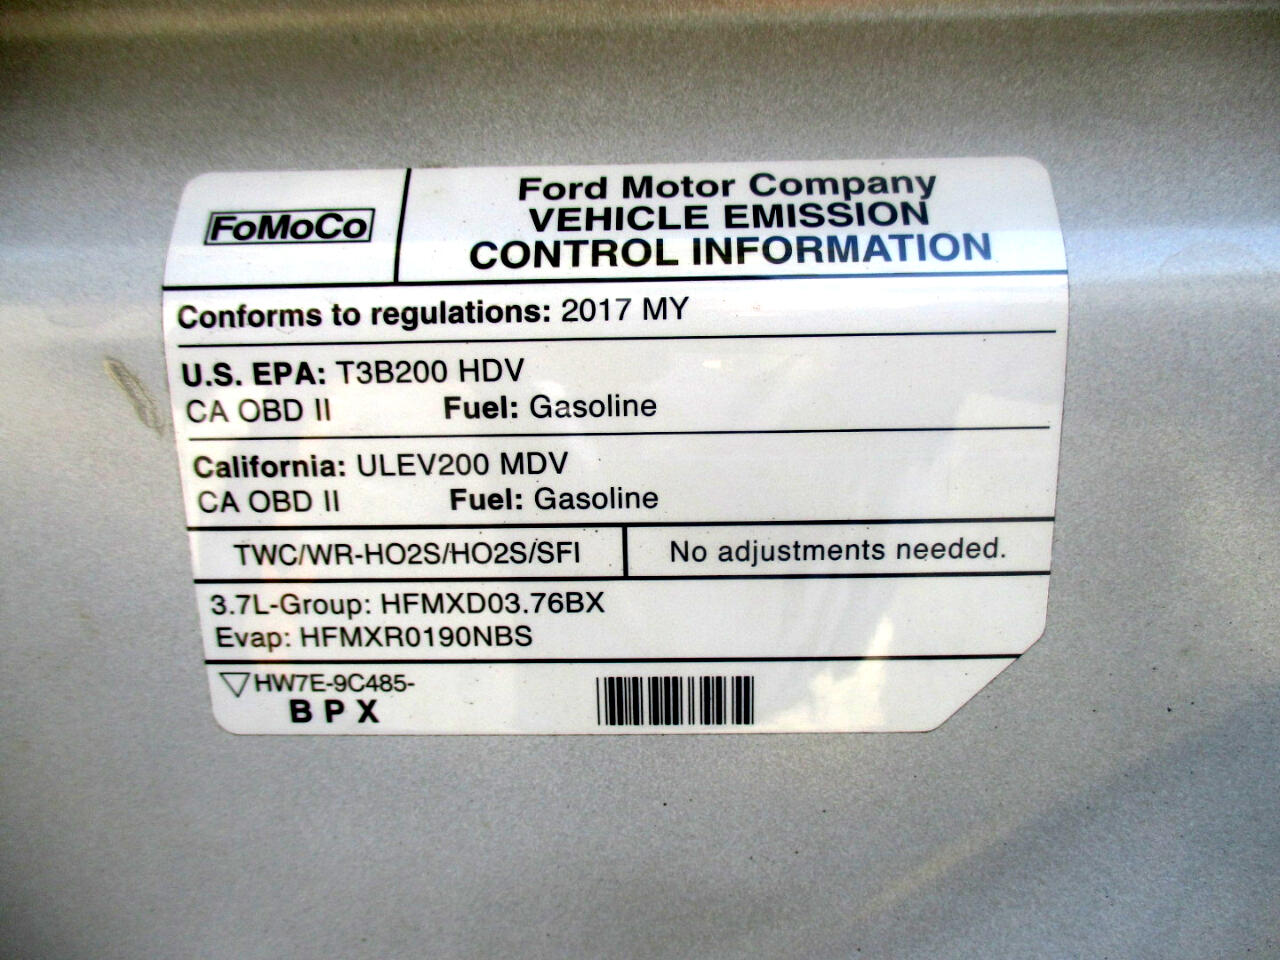 FoMoCo
Ford Motor Company
VEHICLE EMISSION
CONTROL INFORMATION
Conforms to regulations: 2017 MY
U.S. EPA: T3B200 HDV
CA OBD II Fuel: Gasoline
California: ULEV200 MDV
CA OBD II Fuel: Gasoline
TWC/WR-HO2S/HO2S/SFI
No adjustments needed.
3.7L-Group: HFMXD03.76BX
Evap: HFMXR0190NBS
HW7E-9C485-
B P X